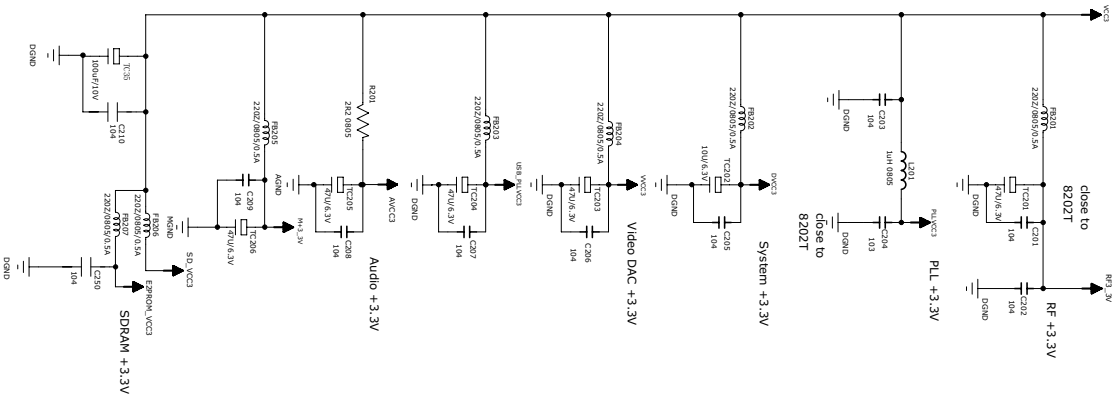 VCC3
FB201
220Z/0805/0.5A
TC201
47U/6.3V
C201
104
DGND
close to
8202T
C202
104
DGND
RF3_3V
RF +3.3V
C203
104
DGND
L201
1uH 0805
C204
103
DGND
PLLVCC3
close to
8202T
PLL +3.3V
FB202
220Z/0805/0.5A
TC202
10U/6.3V
C205
104
DGND
DVCC3
System +3.3V
FB204
220Z/0805/0.5A
TC203
47U/6.3V
C206
104
DGND
VVCC3
Video DAC +3.3V
FB203
220Z/0805/0.5A
TC204
47U/6.3V
C207
104
DGND
USB_PLLVCC3
R201
2R2 0805
TC205
47U/6.3V
C208
104
AGND
AVCC3
Audio +3.3V
FB205
220Z/0805/0.5A
C209
104
TC206
47U/6.3V
MGND
M+3_3V
TC35
100uF/10V
C210
104
DGND
FB206
220Z/0805/0.5A
FB207
220Z/0805/0.5A
SD_VCC3
C250
104
DGND
E2PROM_VCC3
SDRAM +3.3V